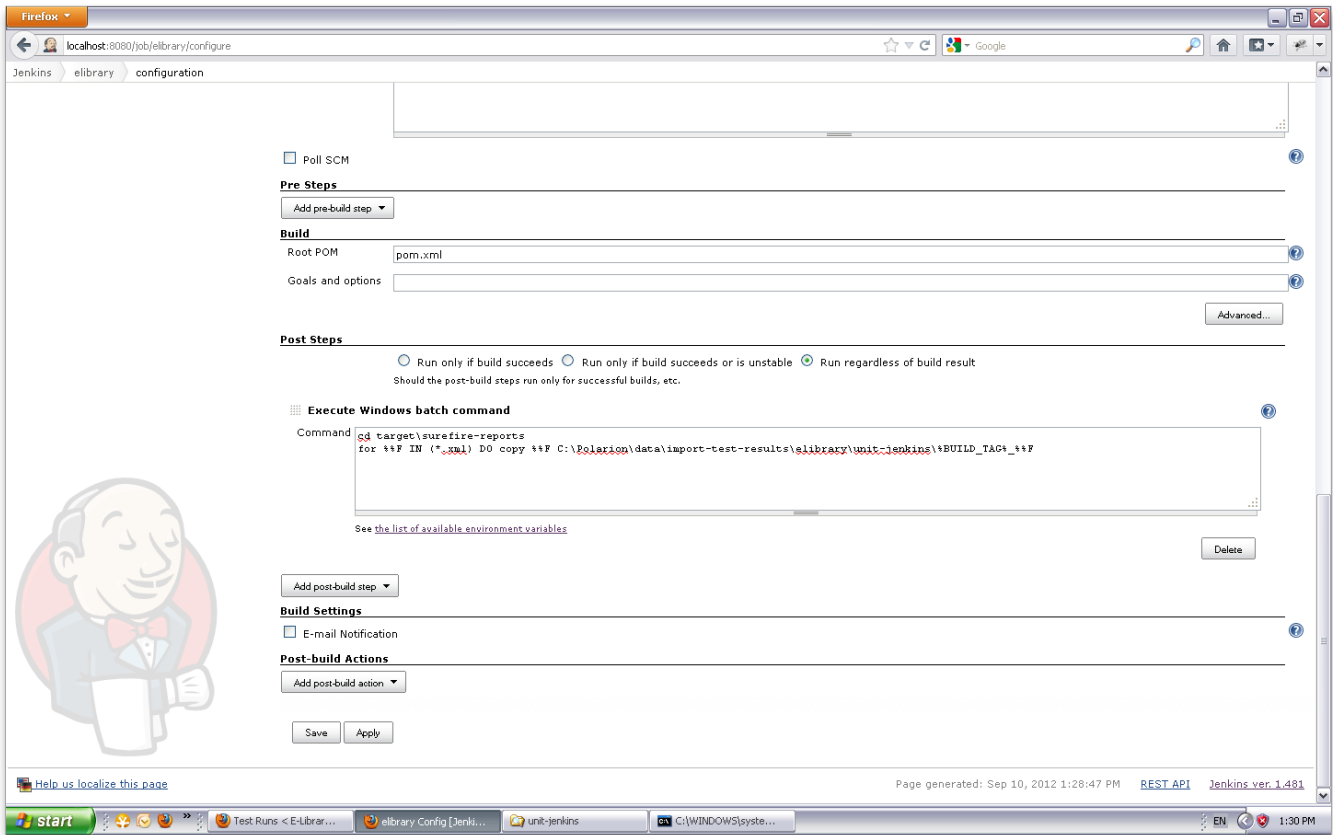 Firefox
localhost:8080/job/elibrary/configure
Google
Jenkins elibrary configuration
Poll SCM
Pre Steps
Add pre-build step
Build
Root POM pom.xml
Goals and options
Advanced...
Post Steps
Run only if build succeeds Run only if build succeeds or is unstable Run regardless of build result
Should the post-build steps run only for successful builds, etc.
Execute Windows batch command
Command
cd target\surefire-reports
for %%F IN (*.xml) DO copy %%F C:\Polarion\data\import-test-results\elibrary\unit-jenkins\%BUILD_TAG%_%%F
See the list of available environment variables
Delete
Add post-build step
Build Settings
E-mail Notification
Post-build Actions
Add post-build action
Save Apply
Help us localize this page Page generated: Sep 10, 2012 1:28:47 PM REST API Jenkins ver. 1.481
start Test Runs < E-Librar... elibrary Config [Jenki... unit-jenkins C:\WINDOWS\syste... EN 1:30 PM